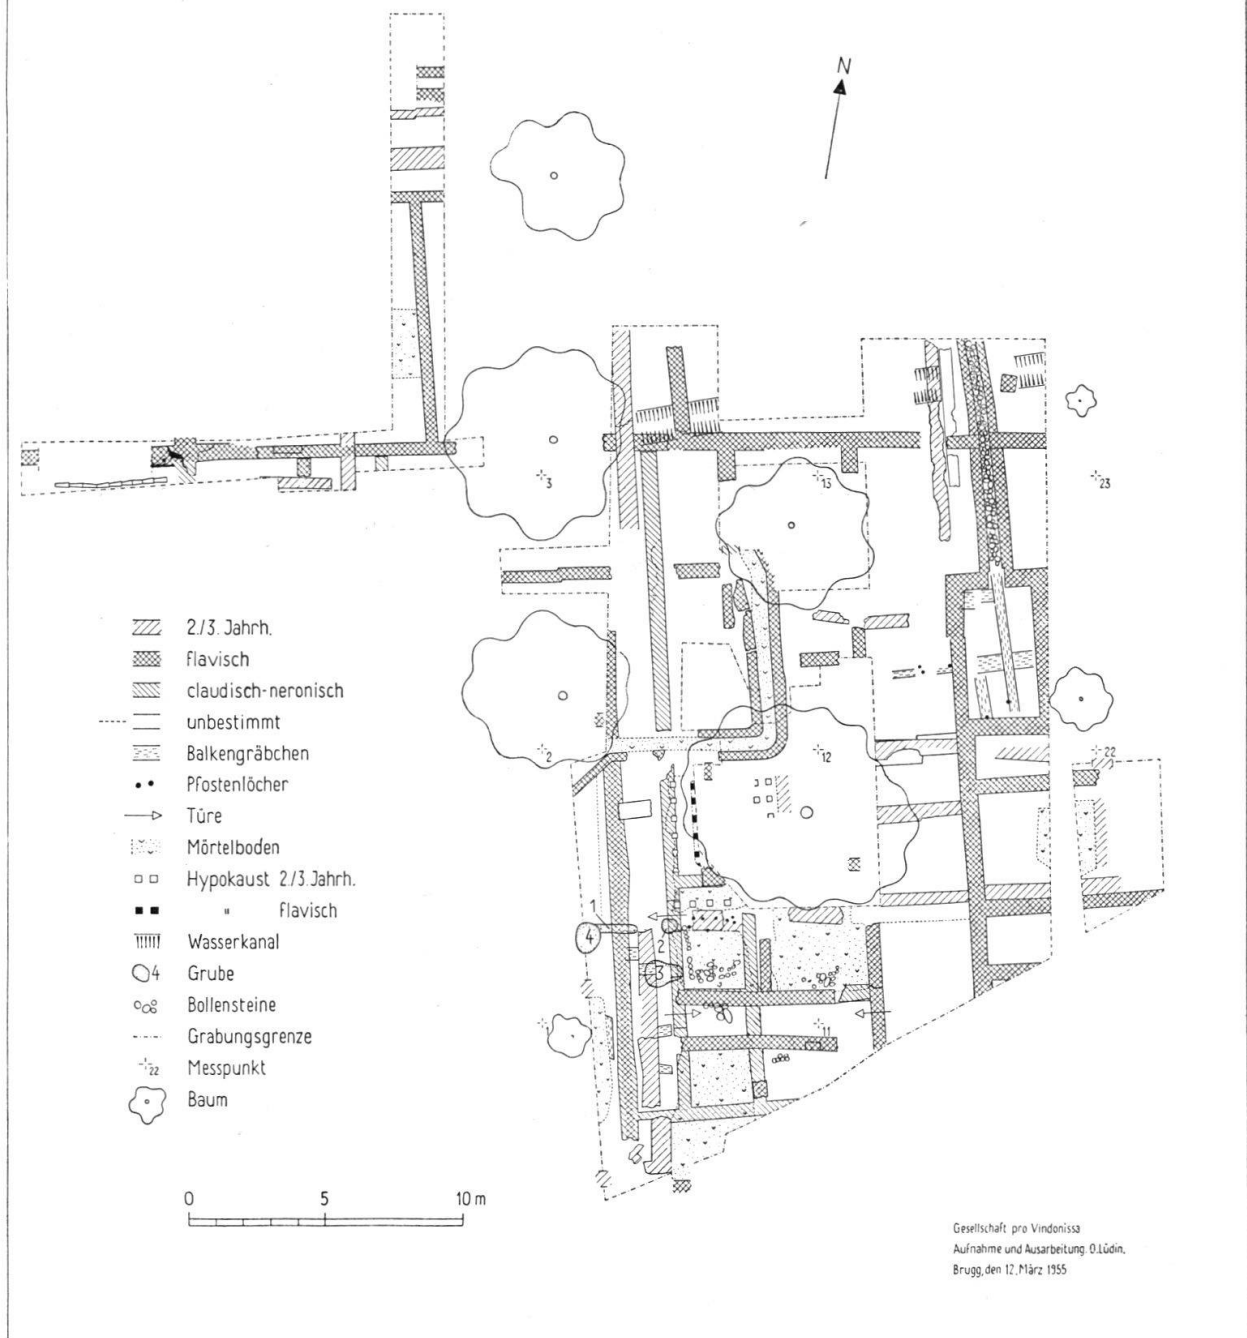 N
3
13
23
2./3. Jahrh.
flavisch
claudisch-neronisch
unbestimmt
Balkengräbchen
Pfostenlöcher
Türe
Mörtelboden
Hypokaust 2./3. Jahrh.
" flavisch
Wasserkanal
4 Grube
Bollensteine
Grabungsgrenze
22 Messpunkt
Baum
2
12
22
1
4
2
3
11
0 5 10 m
Gesellschaft pro Vindonissa
Aufnahme und Ausarbeitung. O. Lüdin,
Brugg, den 12. März 1955